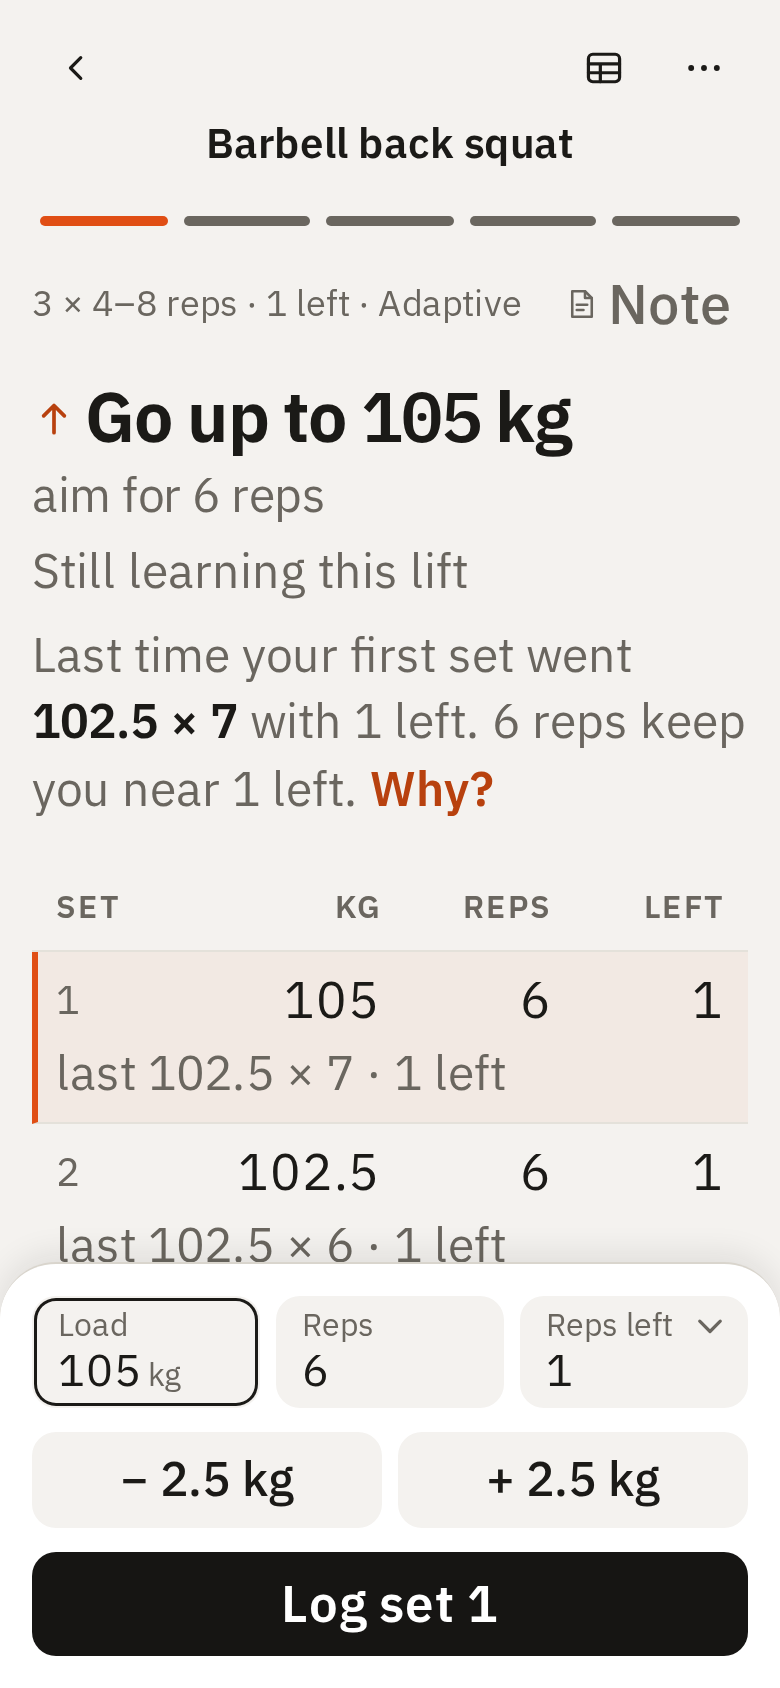 Barbell back squat
3 × 4–8 reps · 1 left · Adaptive Note
↑ Go up to 105 kg
aim for 6 reps
Still learning this lift
Last time your first set went
102.5 × 7 with 1 left. 6 reps keep
you near 1 left. Why?
SET KG REPS LEFT
1 105 6 1
last 102.5 × 7 · 1 left
2 102.5 6 1
last 102.5 × 6 · 1 left
Load Reps Reps left
105 kg 6 1
− 2.5 kg + 2.5 kg
Log set 1